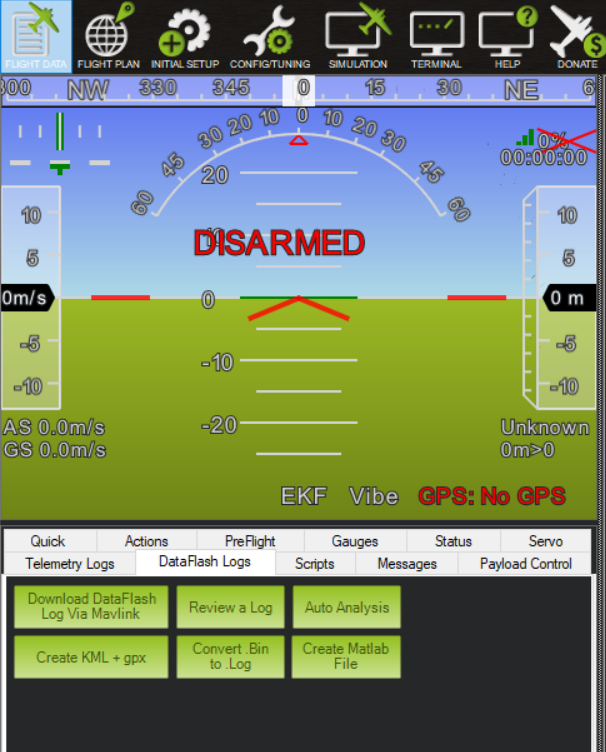 FLIGHT DATA FLIGHT PLAN INITIAL SETUP CONFIG/TUNING SIMULATION TERMINAL HELP DONATE
300 NW 330 345 0 15 30 NE 6
60 45 30 20 10 0 10 20 30 45 60
0%
00:00:00
20
10
DISARMED
10 10
5 5
0m/s 0 0 m
-5 -5
-10 -10 -10
AS 0.0m/s -20 Unknown
GS 0.0m/s 0m>0
EKF Vibe GPS: No GPS
Quick Actions PreFlight Gauges Status Servo
Telemetry Logs DataFlash Logs Scripts Messages Payload Control
Download DataFlash
Log Via Mavlink
Review a Log
Auto Analysis
Create KML + gpx
Convert .Bin
to .Log
Create Matlab
File